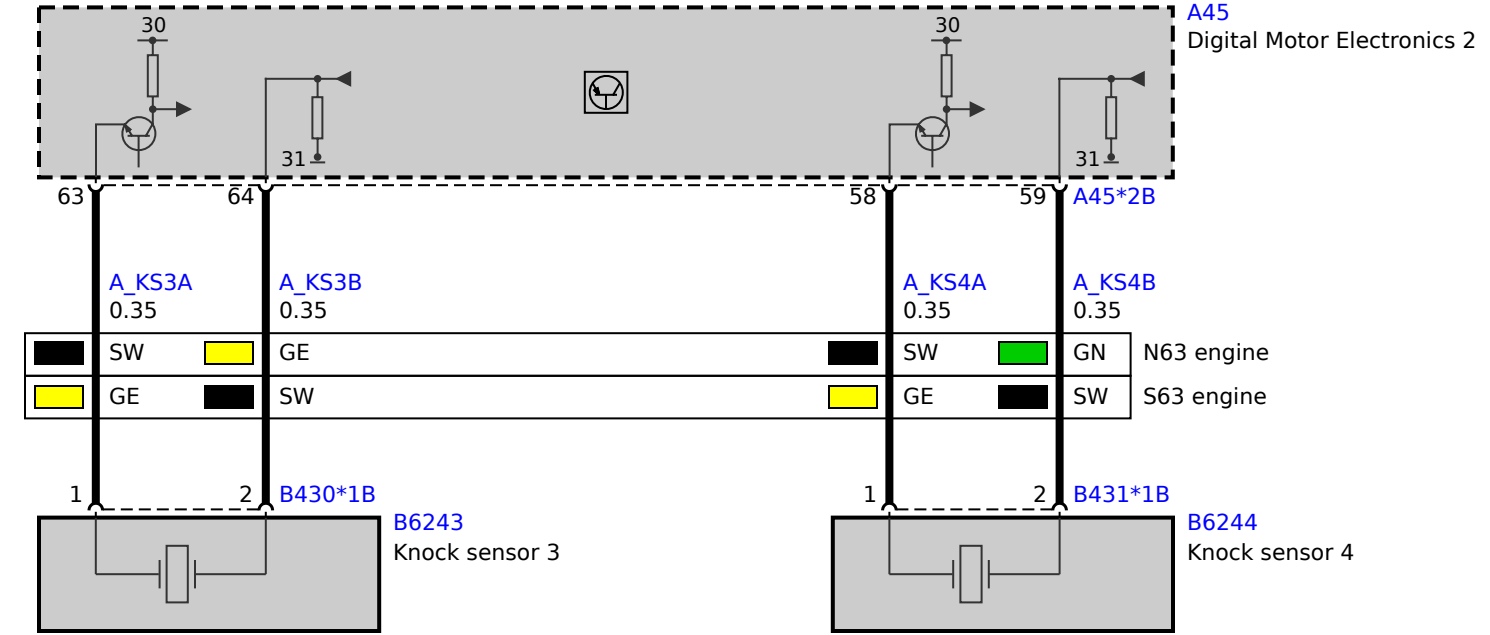 A45
Digital Motor Electronics 2
30
30
31
31
63
64
58
59
A45*2B
A_KS3A
0.35
A_KS3B
0.35
A_KS4A
0.35
A_KS4B
0.35
SW
GE
SW
GN
N63 engine
GE
SW
GE
SW
S63 engine
1
2
B430*1B
1
2
B431*1B
B6243
Knock sensor 3
B6244
Knock sensor 4